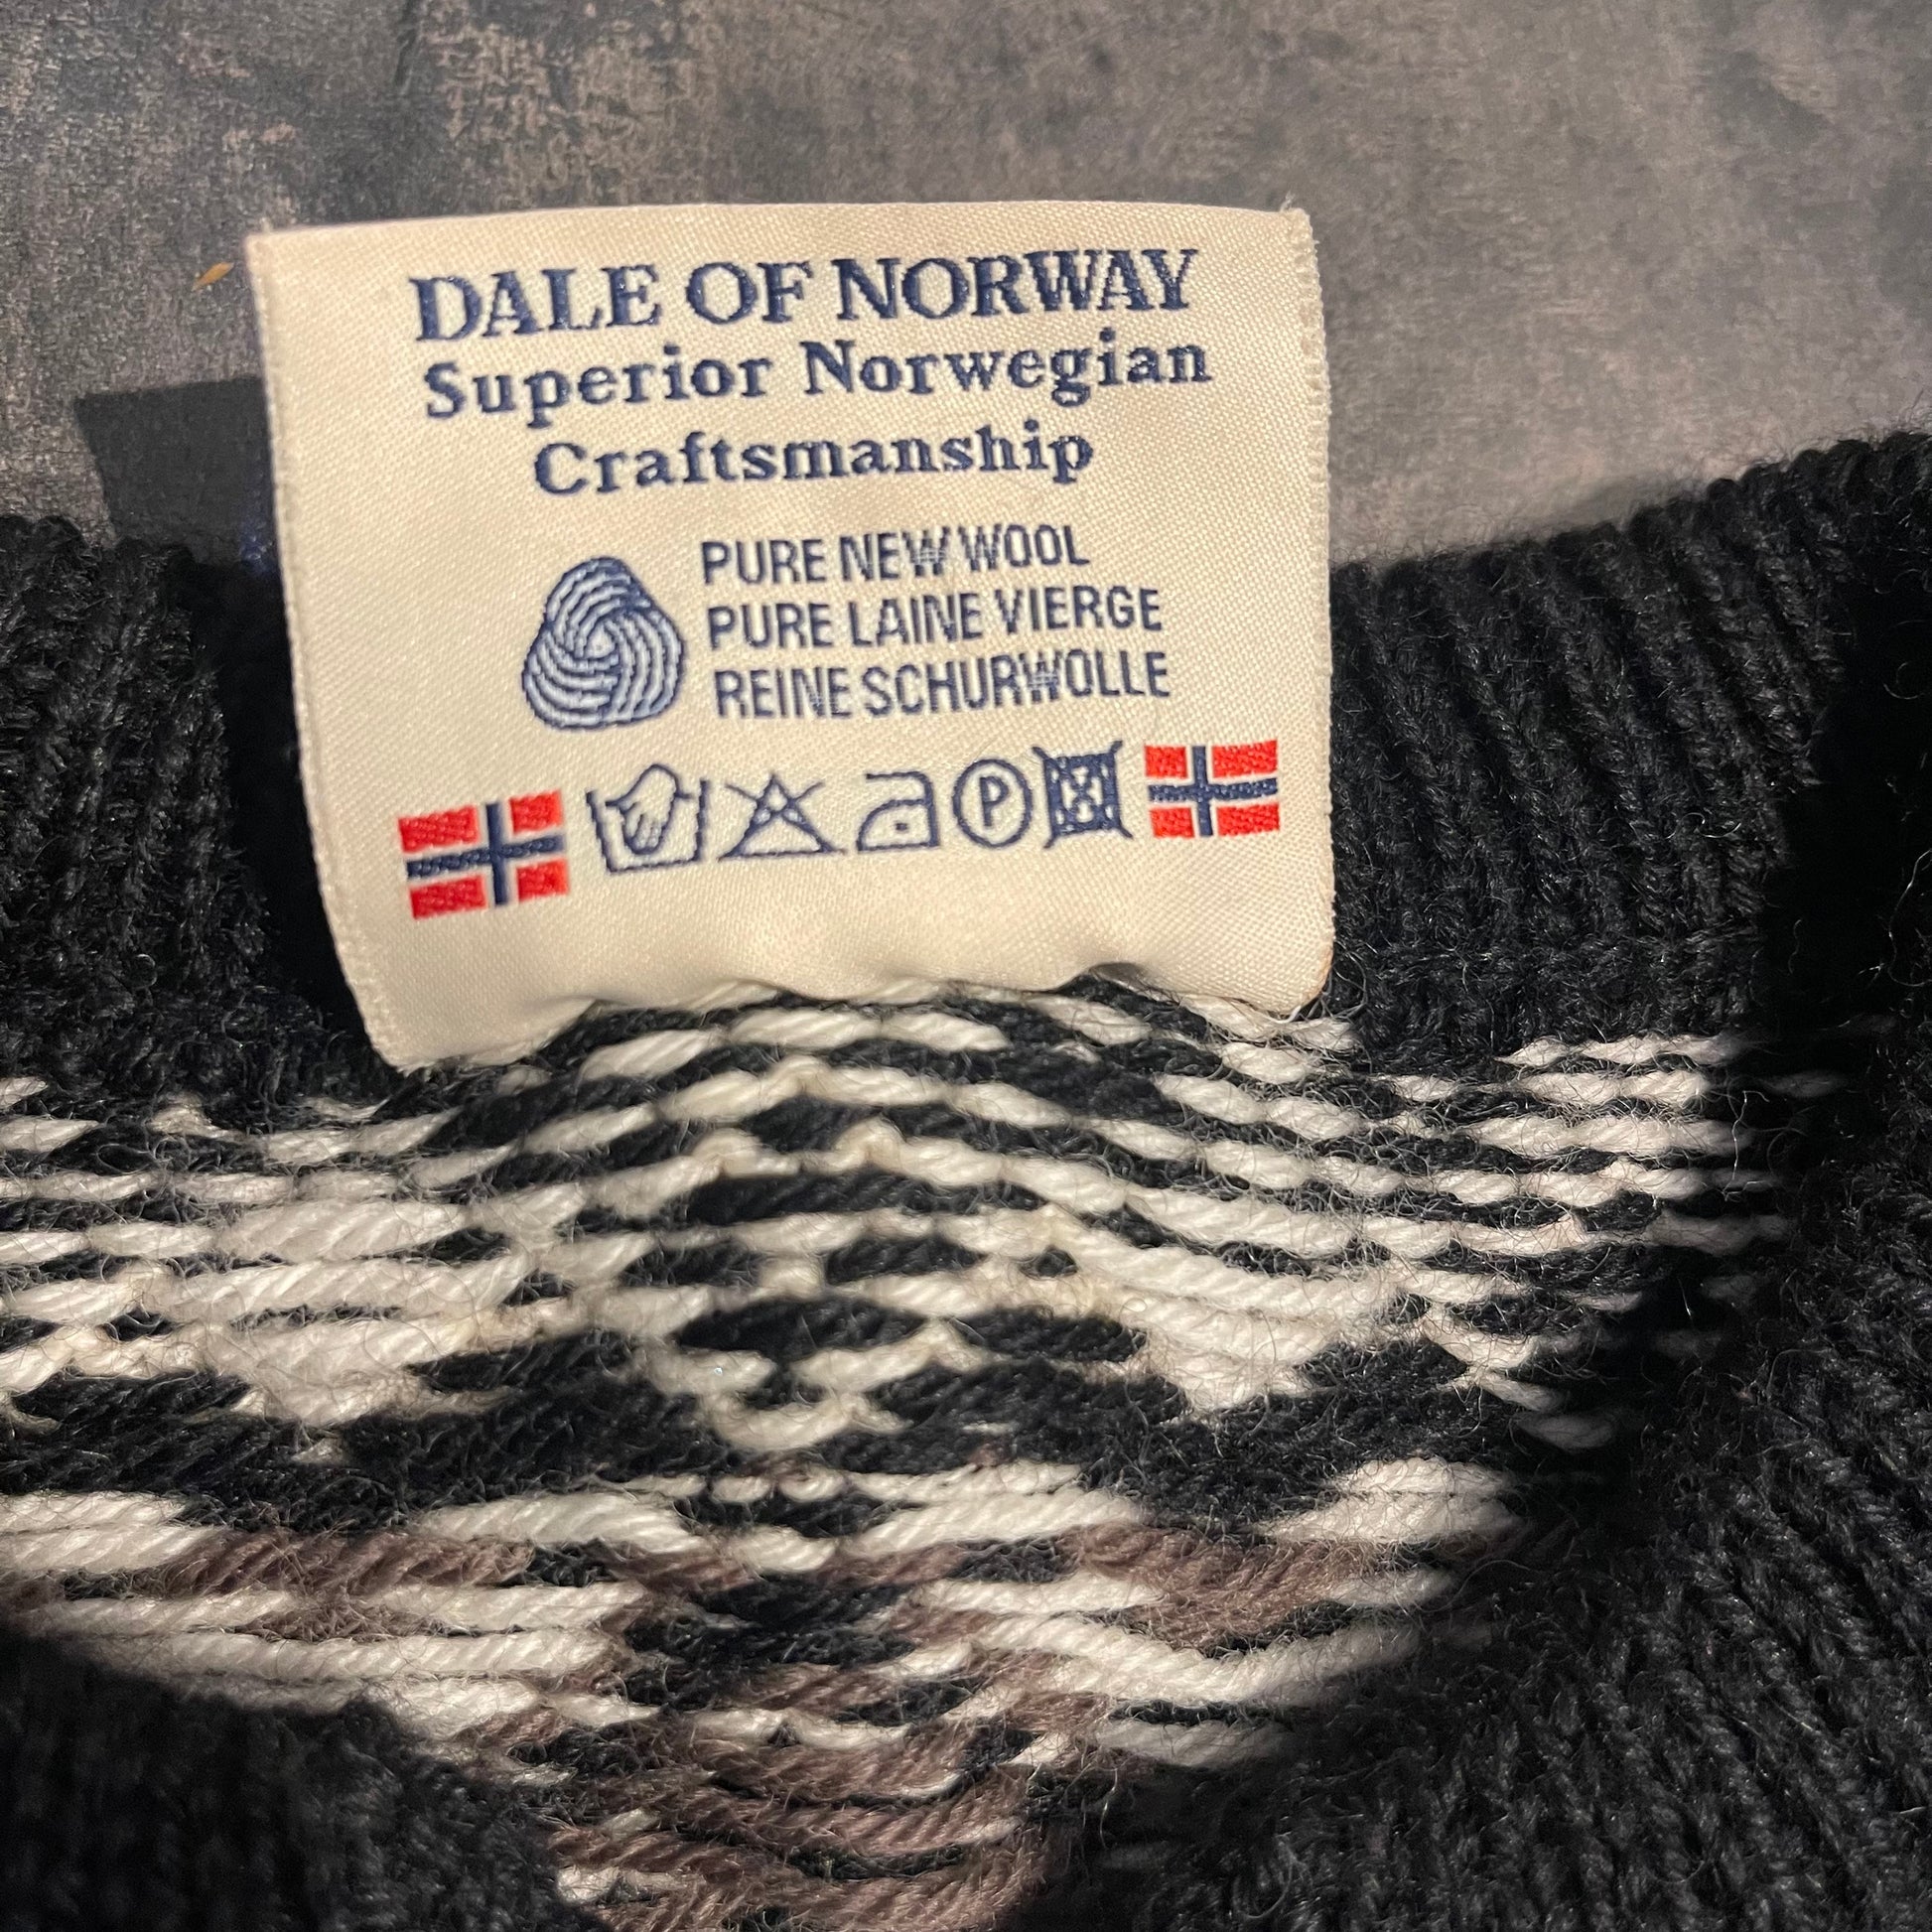 DALE OF NORWAY
Superior Norwegian
Craftsmanship
PURE NEW WOOL
PURE LAINE VIERGE
REINE SCHURWOLLE
P